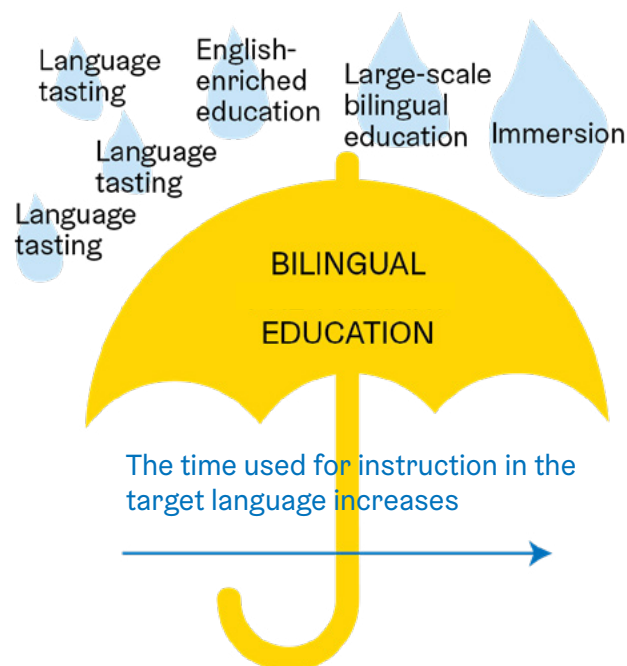 Language
tasting
Language
tasting
Language
tasting
English-
enriched
education
Large-scale
bilingual
education
Immersion
BILINGUAL
EDUCATION
The time used for instruction in the
target language increases